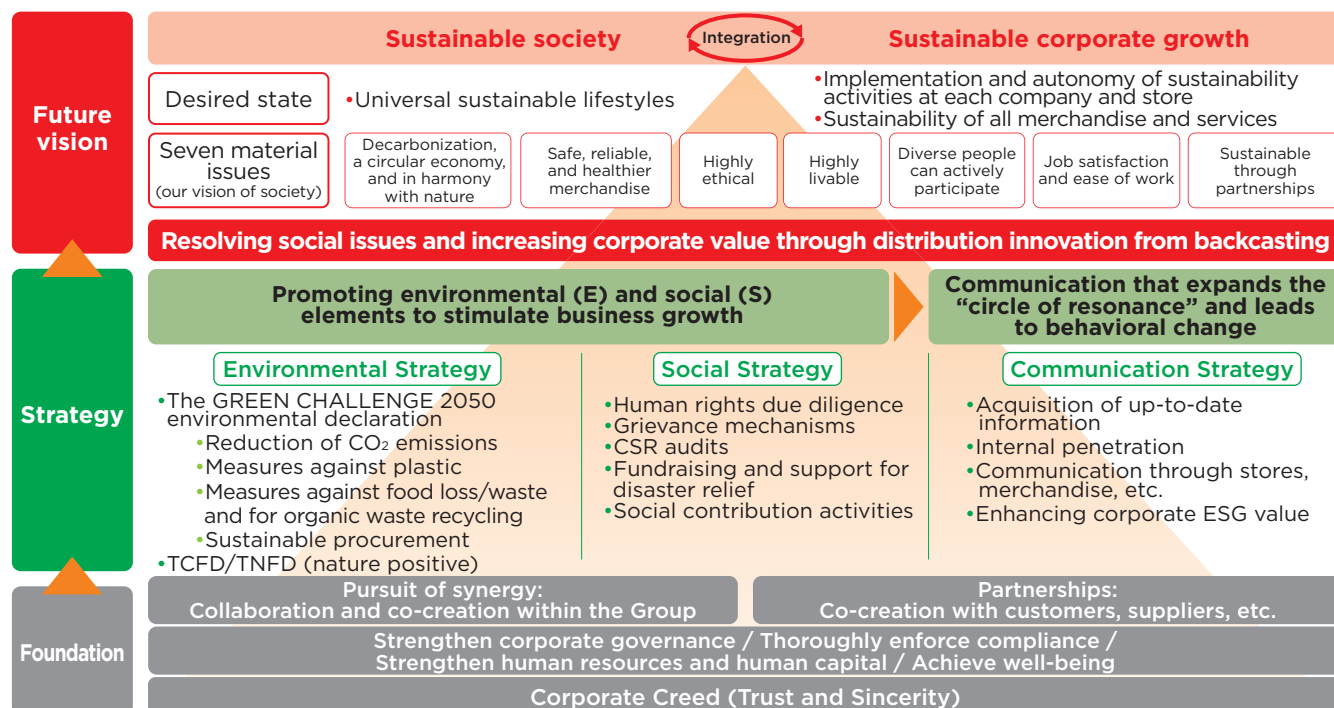 Future
vision
Sustainable society
Integration
Sustainable corporate growth
Desired state
•Universal sustainable lifestyles
•Implementation and autonomy of sustainability
activities at each company and store
•Sustainability of all merchandise and services
Seven material
issues
(our vision of society)
Decarbonization,
a circular economy,
and in harmony
with nature
Safe, reliable,
and healthier
merchandise
Highly
ethical
Highly
livable
Diverse people
can actively
participate
Job satisfaction
and ease of work
Sustainable
through
partnerships
Resolving social issues and increasing corporate value through distribution innovation from backcasting
Strategy
Promoting environmental (E) and social (S)
elements to stimulate business growth
Communication that expands the
“circle of resonance” and leads
to behavioral change
Environmental Strategy
•The GREEN CHALLENGE 2050
environmental declaration
•Reduction of CO₂ emissions
•Measures against plastic
•Measures against food loss/waste
and for organic waste recycling
•Sustainable procurement
•TCFD/TNFD (nature positive)
Social Strategy
•Human rights due diligence
•Grievance mechanisms
•CSR audits
•Fundraising and support for
disaster relief
•Social contribution activities
Communication Strategy
•Acquisition of up-to-date
information
•Internal penetration
•Communication through stores,
merchandise, etc.
•Enhancing corporate ESG value
Foundation
Pursuit of synergy:
Collaboration and co-creation within the Group
Partnerships:
Co-creation with customers, suppliers, etc.
Strengthen corporate governance / Thoroughly enforce compliance /
Strengthen human resources and human capital / Achieve well-being
Corporate Creed (Trust and Sincerity)